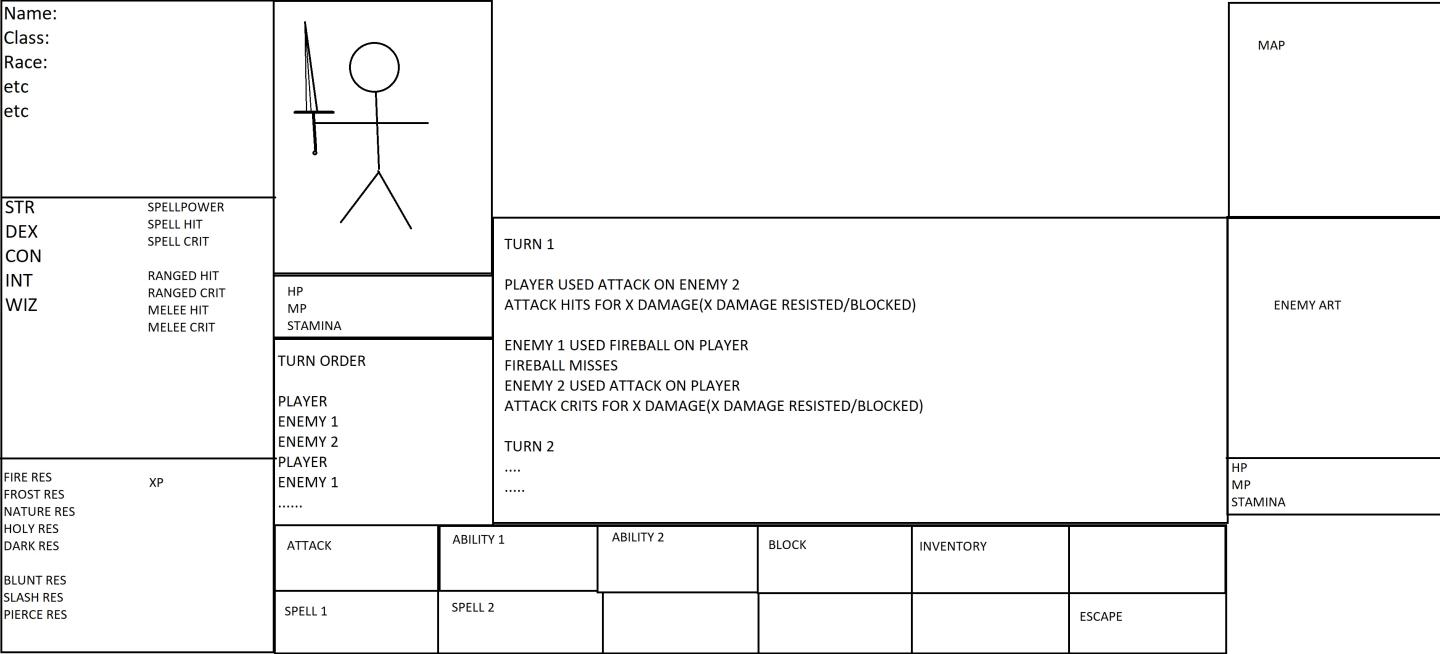 Name:
Class:
Race:
etc
etc
STR
DEX
CON
INT
WIZ
SPELLPOWER
SPELL HIT
SPELL CRIT
RANGED HIT
RANGED CRIT
MELEE HIT
MELEE CRIT
FIRE RES
FROST RES
NATURE RES
HOLY RES
DARK RES
BLUNT RES
SLASH RES
PIERCE RES
XP
HP
MP
STAMINA
TURN ORDER
PLAYER
ENEMY 1
ENEMY 2
PLAYER
ENEMY 1
......
TURN 1
PLAYER USED ATTACK ON ENEMY 2
ATTACK HITS FOR X DAMAGE(X DAMAGE RESISTED/BLOCKED)
ENEMY 1 USED FIREBALL ON PLAYER
FIREBALL MISSES
ENEMY 2 USED ATTACK ON PLAYER
ATTACK CRITS FOR X DAMAGE(X DAMAGE RESISTED/BLOCKED)
TURN 2
....
.....
MAP
ENEMY ART
HP
MP
STAMINA
ATTACK
ABILITY 1
ABILITY 2
BLOCK
INVENTORY
SPELL 1
SPELL 2
ESCAPE